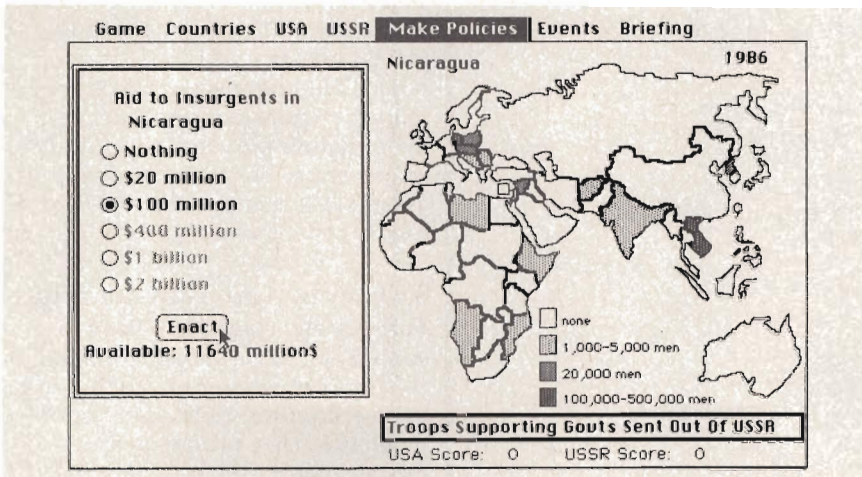 Game Countries USA USSR Make Policies Events Briefing
Nicaragua
1986
Aid to Insurgents in
Nicaragua
Nothing
$20 million
$100 million
$400 million
$1 billion
$2 billion
Enact
Available: 11640 million$
none
1,000-5,000 men
20,000 men
100,000-500,000 men
Troops Supporting Govts Sent Out Of USSR
USA Score: 0 USSR Score: 0